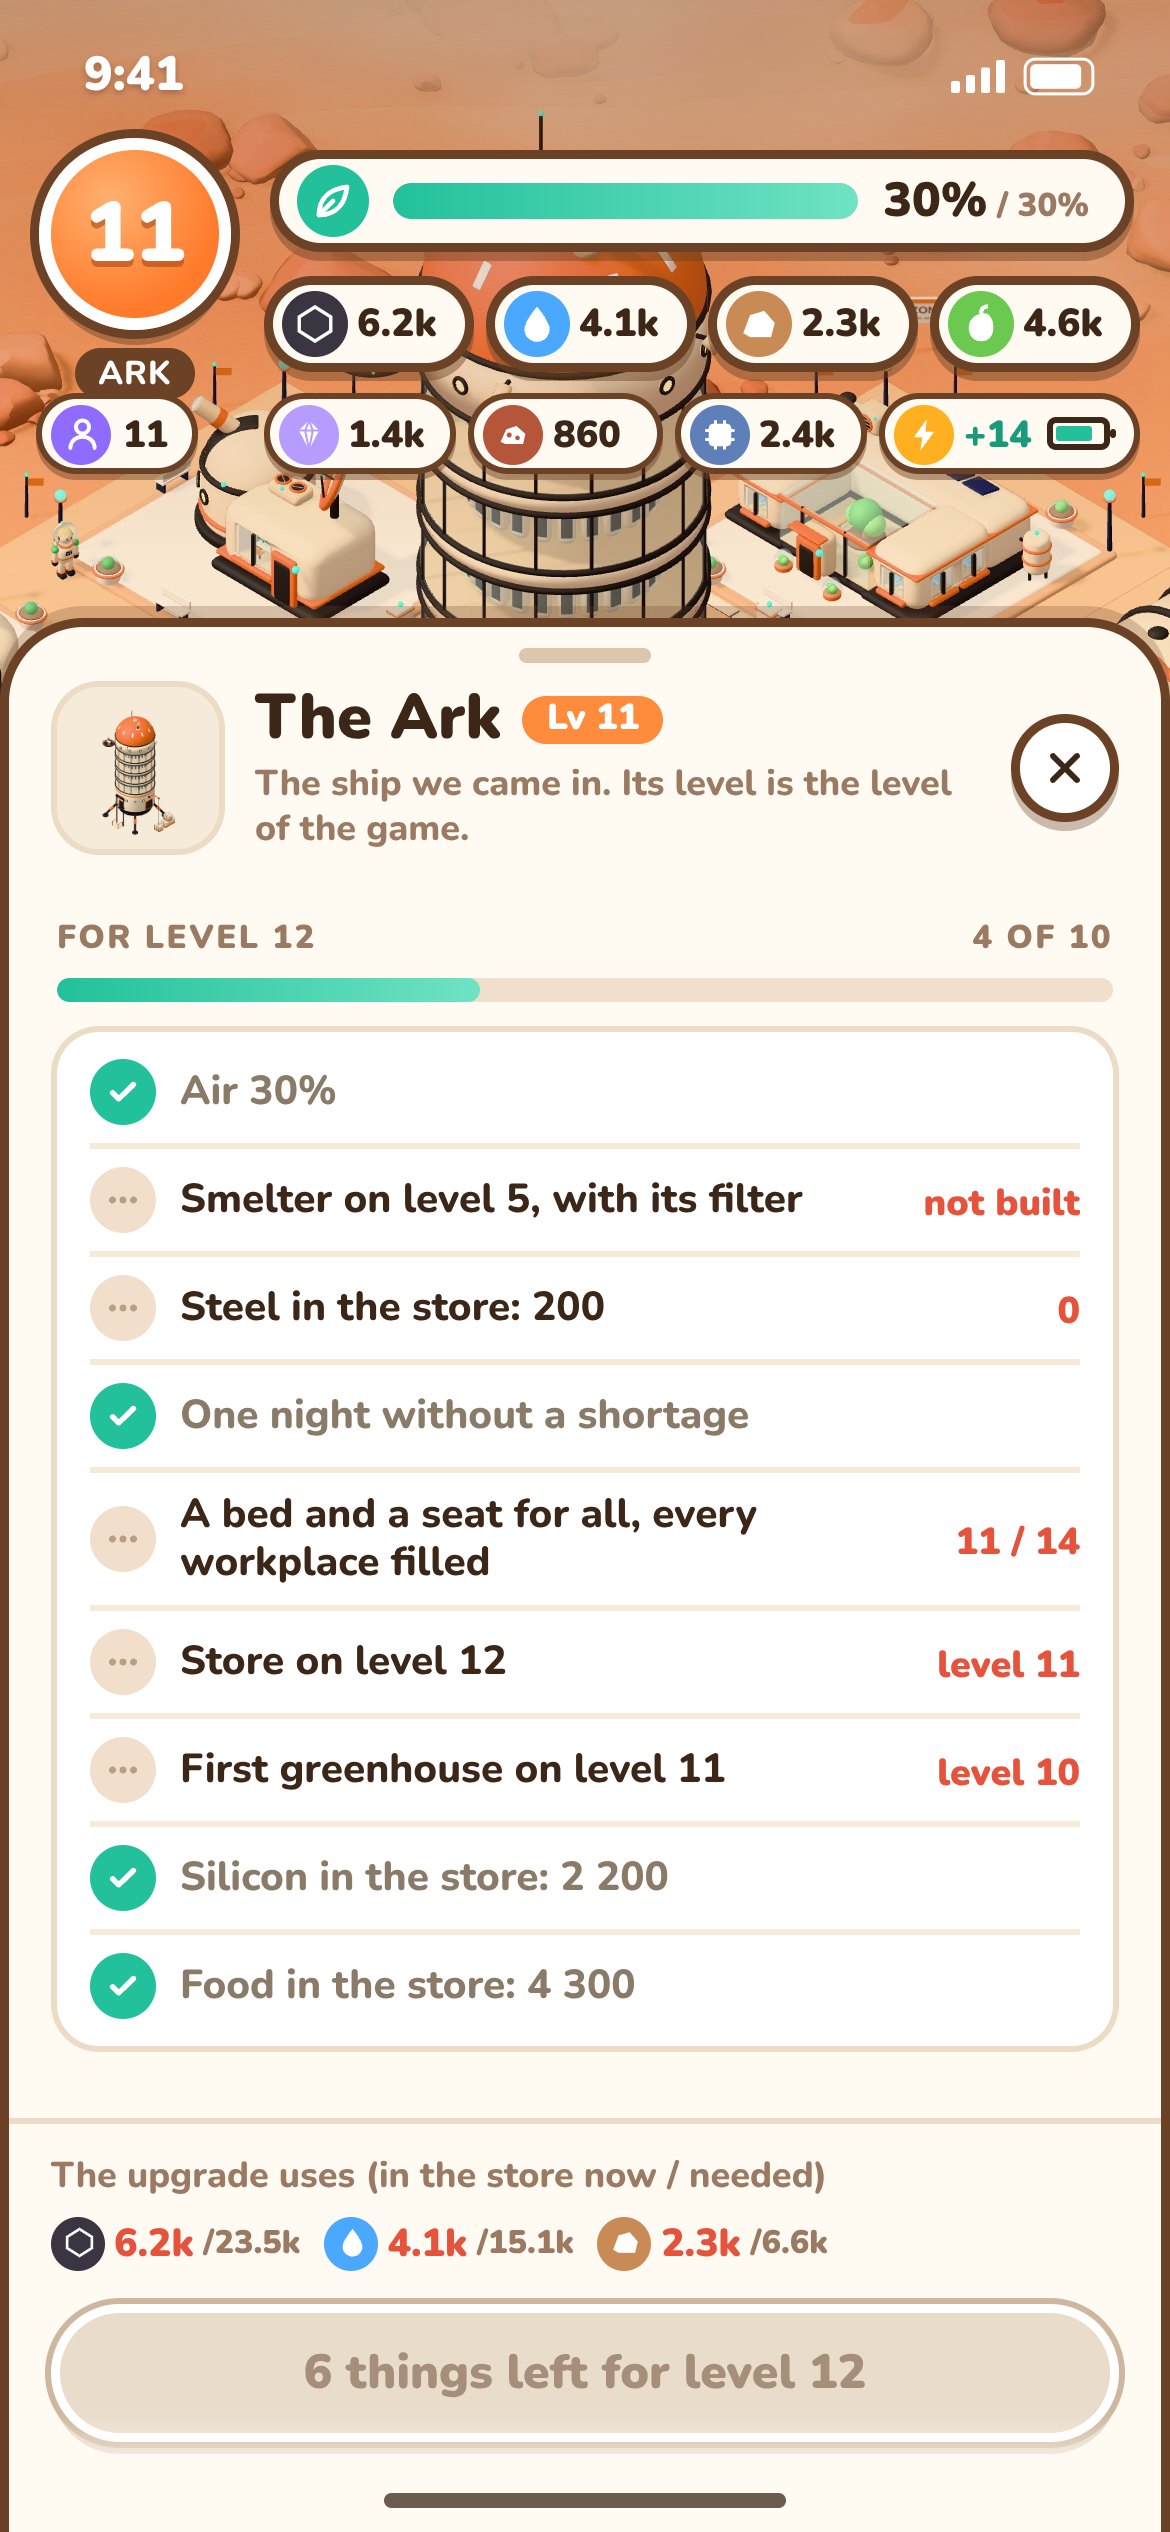 9:41
11
30% / 30%
6.2k
4.1k
2.3k
4.6k
ARK
11
1.4k
860
2.4k
+14
The Ark Lv 11
The ship we came in. Its level is the level
of the game.
FOR LEVEL 12 4 OF 10
Air 30%
Smelter on level 5, with its filter not built
Steel in the store: 200 0
One night without a shortage
A bed and a seat for all, every
workplace filled 11 / 14
Store on level 12 level 11
First greenhouse on level 11 level 10
Silicon in the store: 2 200
Food in the store: 4 300
The upgrade uses (in the store now / needed)
6.2k /23.5k 4.1k /15.1k 2.3k /6.6k
6 things left for level 12